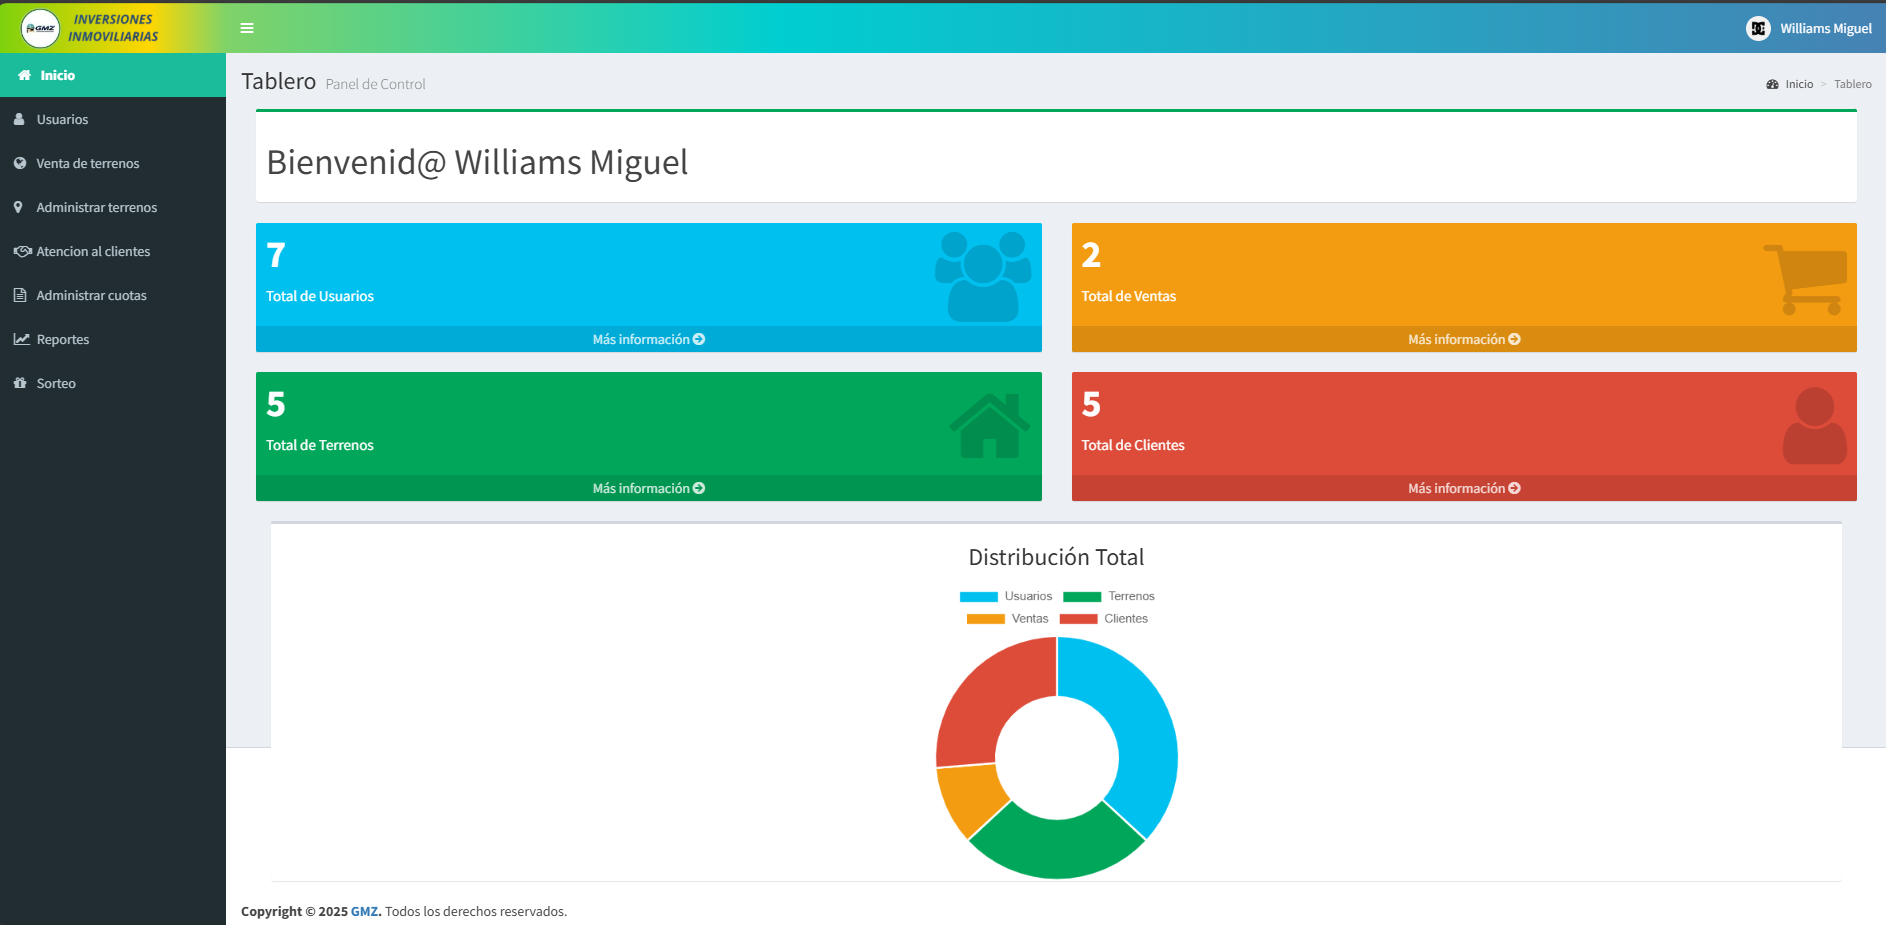 GMZ
INVERSIONES
INMOVILIARIAS
Williams Miguel
Inicio
Usuarios
Venta de terrenos
Administrar terrenos
Atencion al clientes
Administrar cuotas
Reportes
Sorteo
Tablero Panel de Control
Inicio > Tablero
Bienvenid@ Williams Miguel
7
Total de Usuarios
Más información
2
Total de Ventas
Más información
5
Total de Terrenos
Más información
5
Total de Clientes
Más información
Distribución Total
Usuarios Terrenos
Ventas Clientes
Copyright © 2025 GMZ. Todos los derechos reservados.